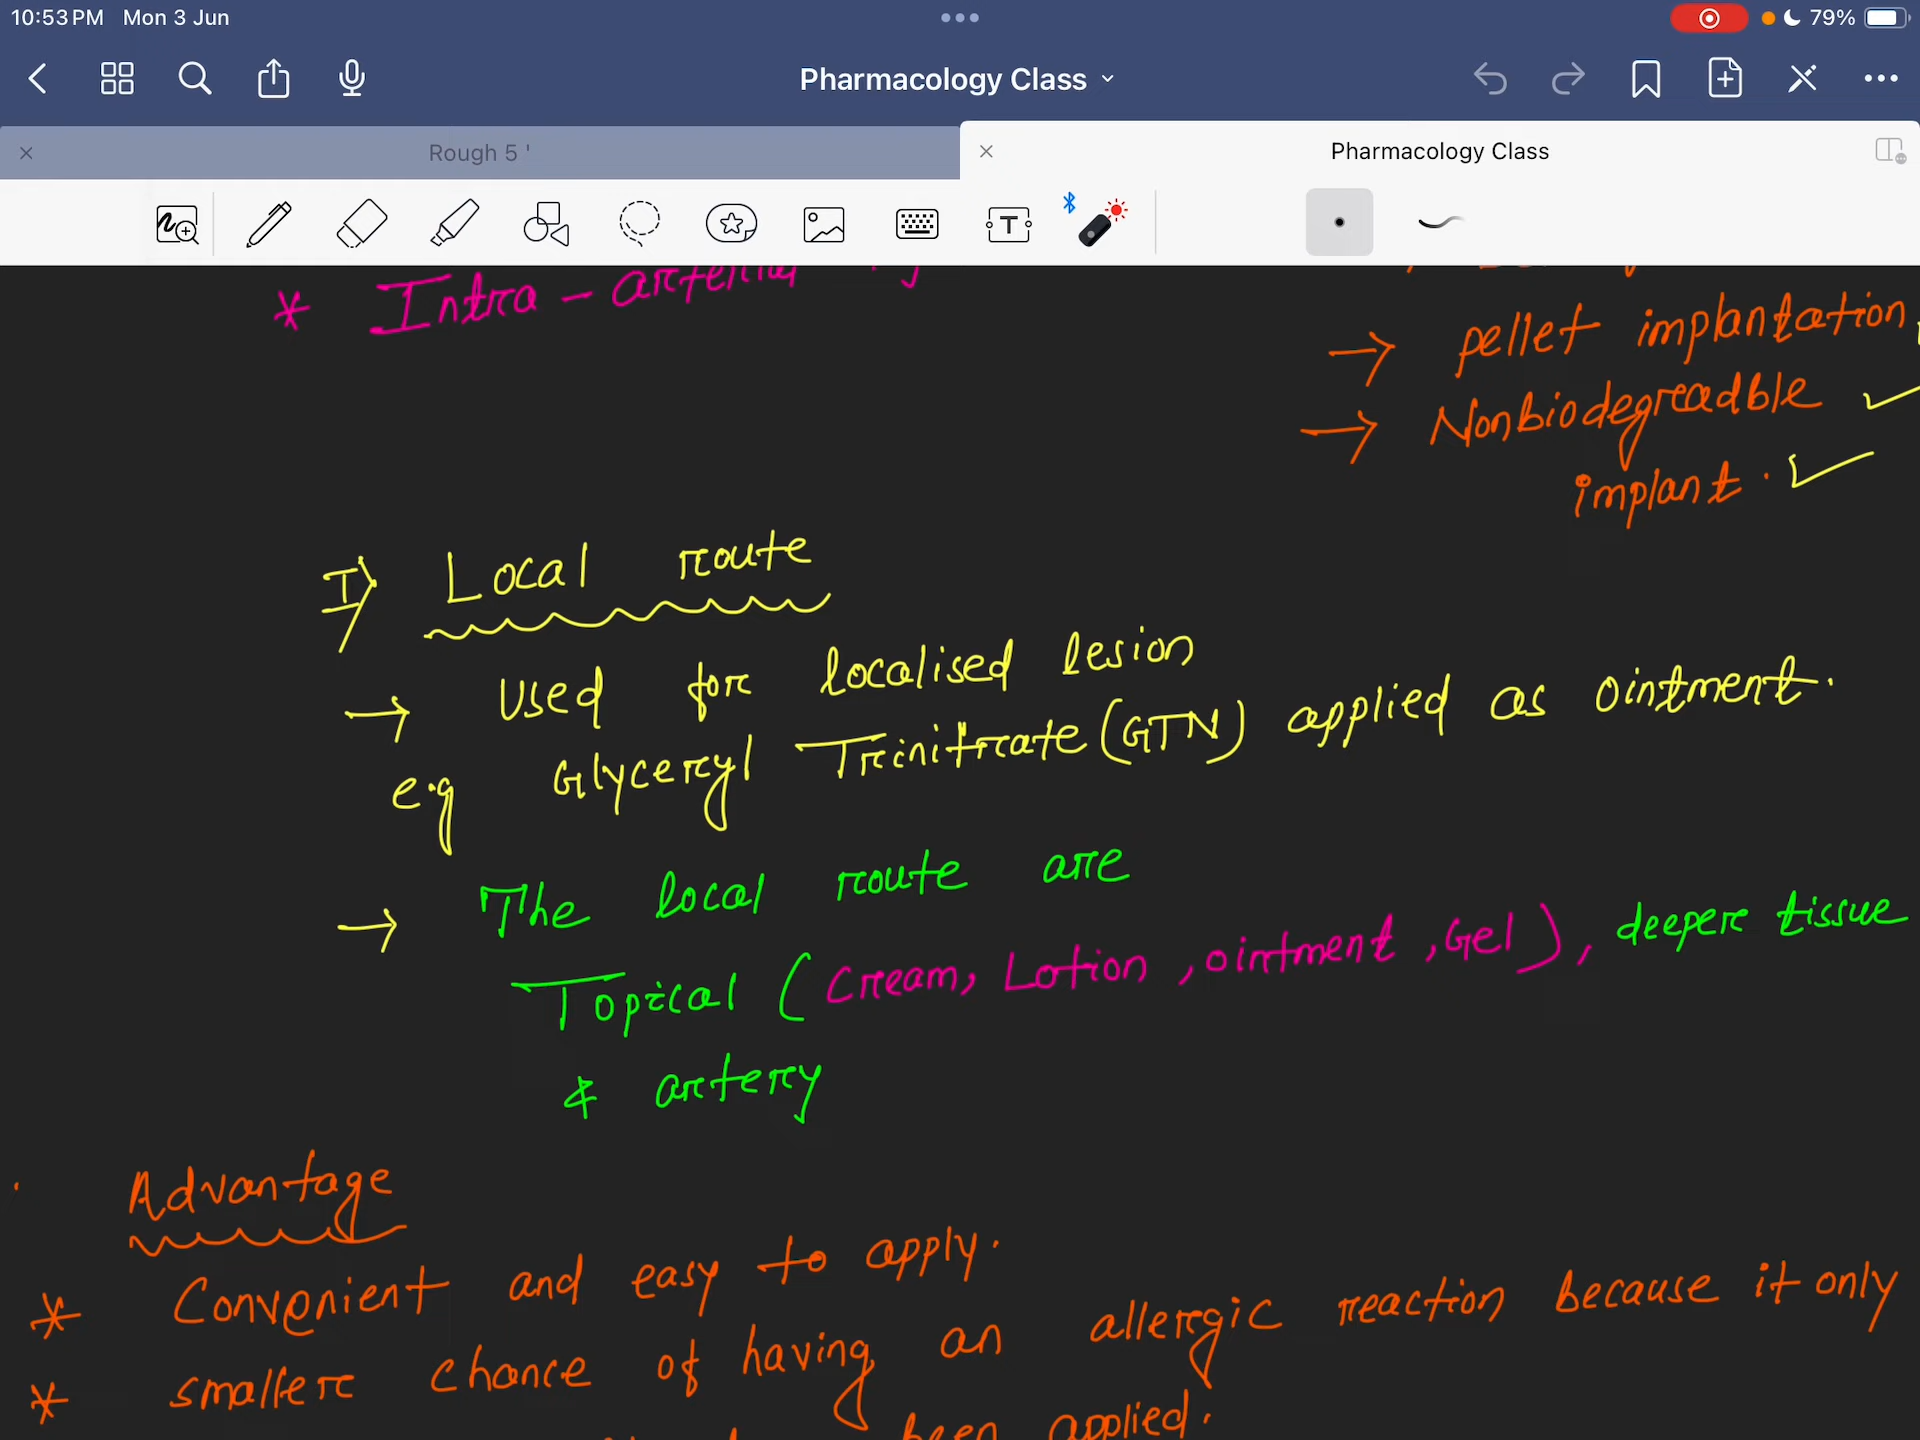 10:53 PM Mon 3 Jun
79%
Pharmacology Class
Rough 5 '
Pharmacology Class
* Intra - arterial
→ pellet implantation
→ Nonbiodegreadble
implant.
I) Local route
→ Used for localised lesion
e.g Glyceryl Trinitrate (GTN) applied as ointment.
→ The local route are
Topical (Cream, Lotion, ointment, Gel), deeper tissue
& artery
Advantage
* Convenient and easy to apply.
* smaller chance of having an allergic reaction because it only
been applied.